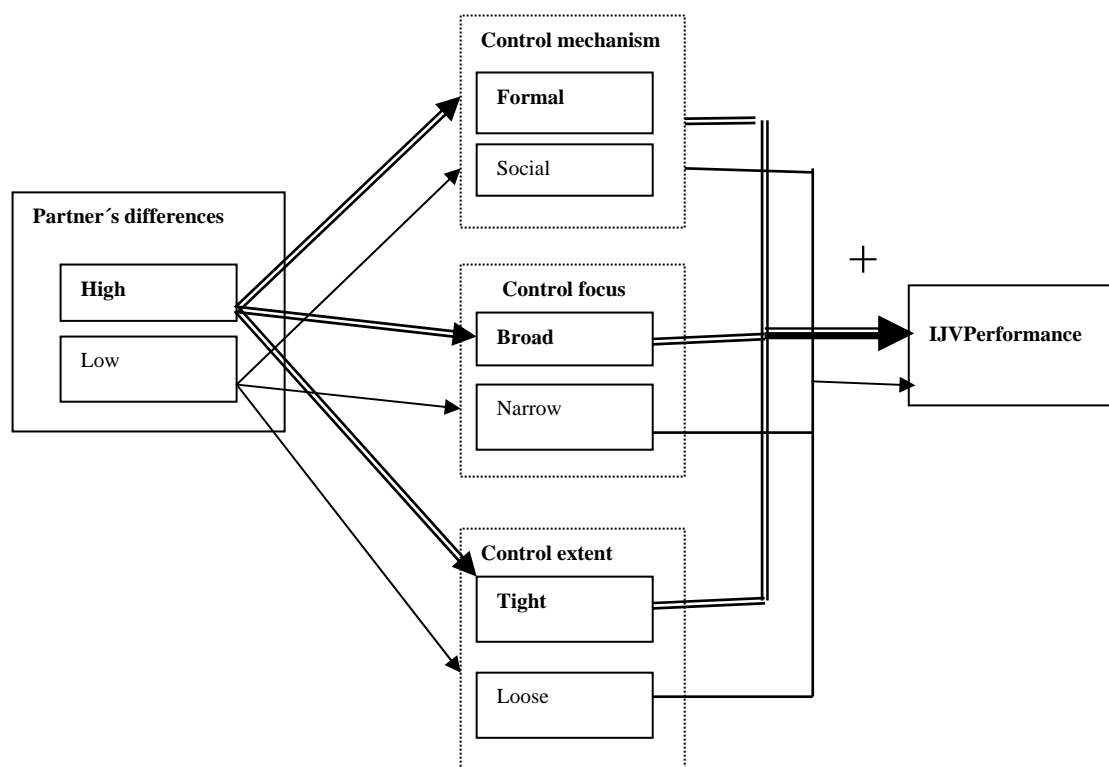 Control mechanism
Formal
Social
Partner´s differences
High
Low
Control focus
Broad
Narrow
+
IJVPerformance
Control extent
Tight
Loose